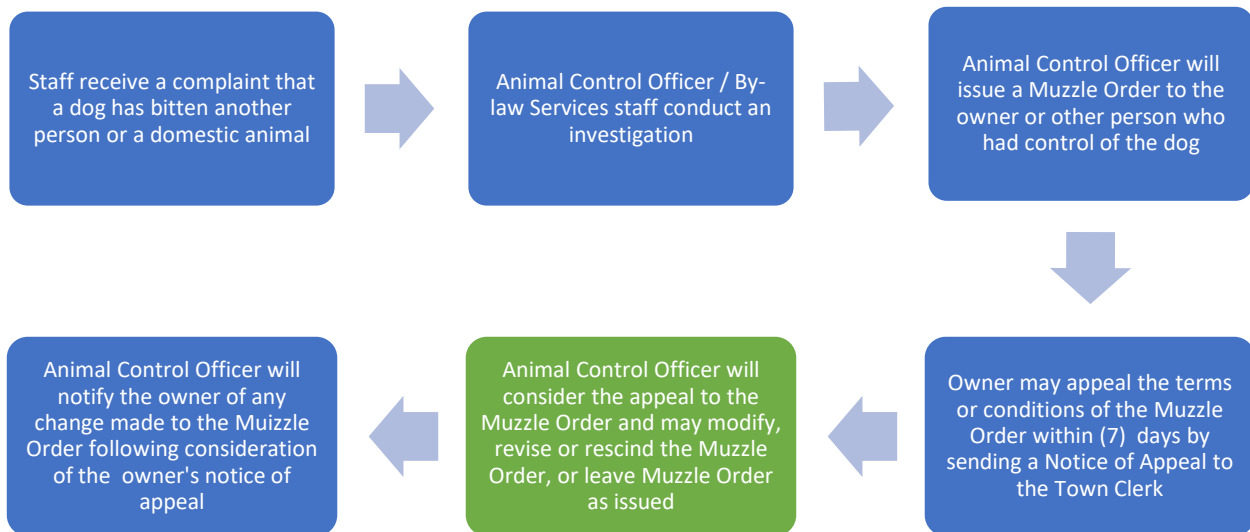 Staff receive a complaint that
a dog has bitten another
person or a domestic animal
Animal Control Officer / By-
law Services staff conduct an
investigation
Animal Control Officer will
issue a Muzzle Order to the
owner or other person who
had control of the dog
Owner may appeal the terms
or conditions of the Muzzle
Order within (7) days by
sending a Notice of Appeal to
the Town Clerk
Animal Control Officer will
consider the appeal to the
Muzzle Order and may modify,
revise or rescind the Muzzle
Order, or leave Muzzle Order
as issued
Animal Control Officer will
notify the owner of any
change made to the Muizzle
Order following consideration
of the owner's notice of
appeal